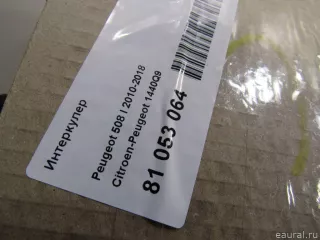 Интеркулер
Peugeot 508 I 2010-2018
Citroen-Peugeot 1440Q9
81 053 064
eaural.ru